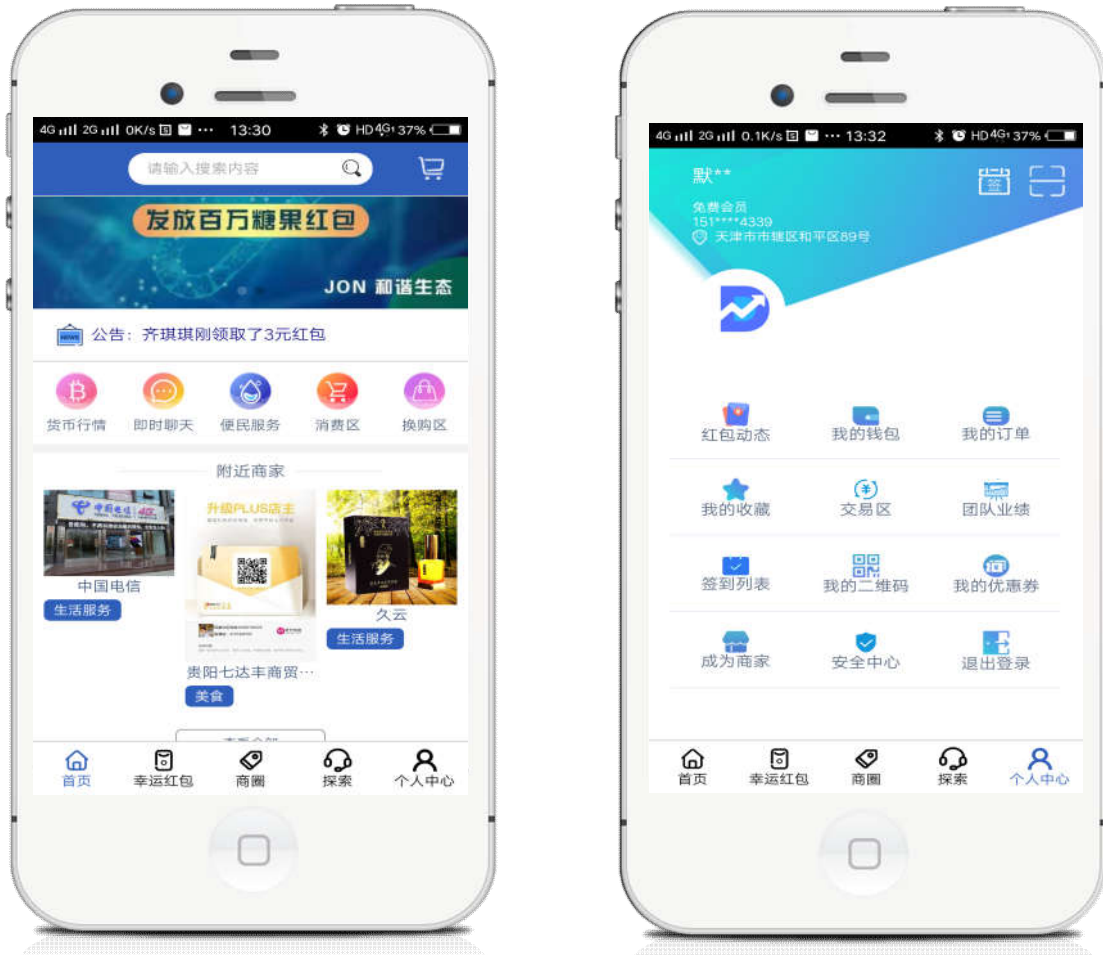 4G 2G 0K/s 13:30 HD 4G 37%
请输入搜索内容
发放百万糖果红包
JON 和谐生态
公告：齐琪琪刚领取了3元红包
货币行情 即时聊天 便民服务 消费区 换购区
附近商家
中国电信 4G
升级PLUS店主
中国电信
生活服务
久云
生活服务
贵阳七达丰商贸…
美食
首页 幸运红包 商圈 探索 个人中心
4G 2G 0.1K/s 13:32 HD 4G 37%
默**
签
免费会员
151****4339
天津市市辖区和平区89号
红包动态 我的钱包 我的订单
我的收藏 交易区 团队业绩
签到列表 我的二维码 我的优惠券
成为商家 安全中心 退出登录
首页 幸运红包 商圈 探索 个人中心